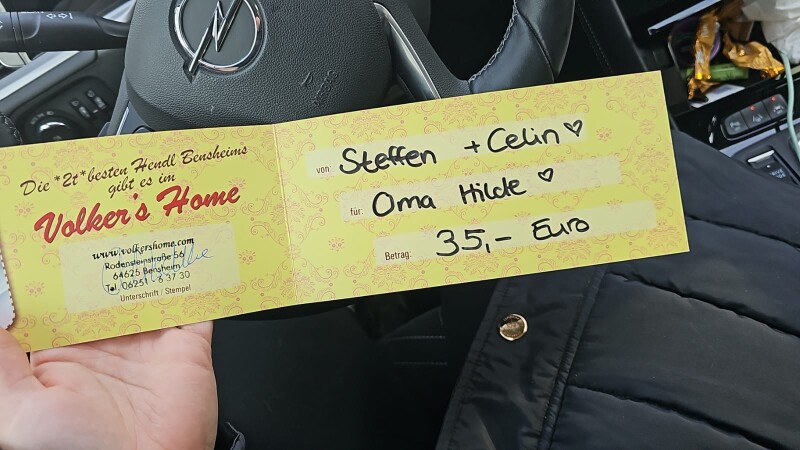 Die *2t*besten Hendl Bensheims
gibt es im
Volker's Home
www.volkershome.com
Rodensteinstraße 56
64625 Bensheim
Tel. 06251 - 6 37 30
Unterschrift / Stempel
von: Steffen + Celin ♡
für: Oma Hilde ♡
Betrag: 35,- Euro
AIRBAG